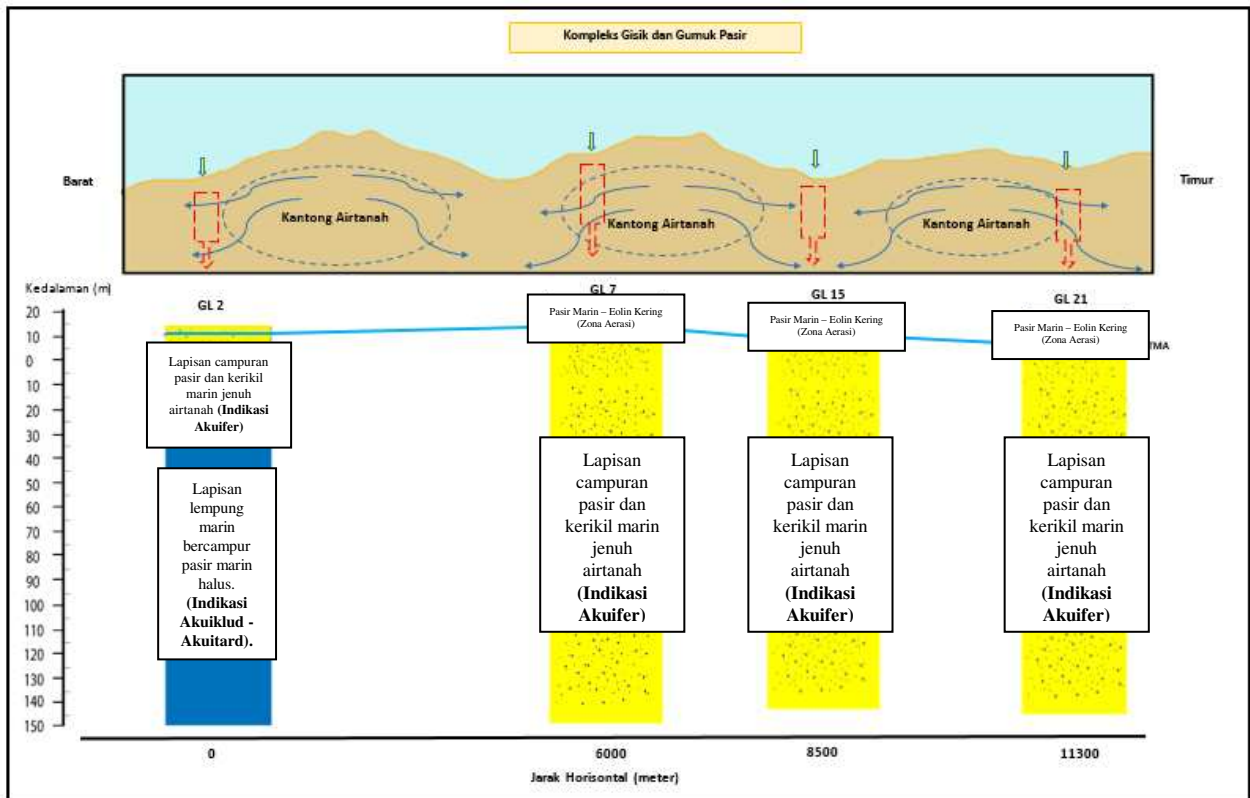 Kompleks Gisik dan Gumuk Pasir
Barat
Timur
Kantong Airtanah
Kantong Airtanah
Kantong Airtanah
Kedalaman (m)
GL 2
GL 7
GL 15
GL 21
20
10
0
10
20
30
40
50
60
70
80
90
100
110
120
130
140
150
Lapisan campuran
pasir dan kerikil
marin jenuh
airtanah (Indikasi
Akuifer)
Lapisan
lempung
marin
bercampur
pasir marin
halus.
(Indikasi
Akuiklud -
Akuitard).
Pasir Marin – Eolin Kering
(Zona Aerasi)
Lapisan
campuran
pasir dan
kerikil marin
jenuh
airtanah
(Indikasi
Akuifer)
Pasir Marin – Eolin Kering
(Zona Aerasi)
Lapisan
campuran
pasir dan
kerikil marin
jenuh
airtanah
(Indikasi
Akuifer)
Pasir Marin – Eolin Kering
(Zona Aerasi)
TMA
Lapisan
campuran
pasir dan
kerikil marin
jenuh
airtanah
(Indikasi
Akuifer)
0
6000
8500
11300
Jarak Horisontal (meter)